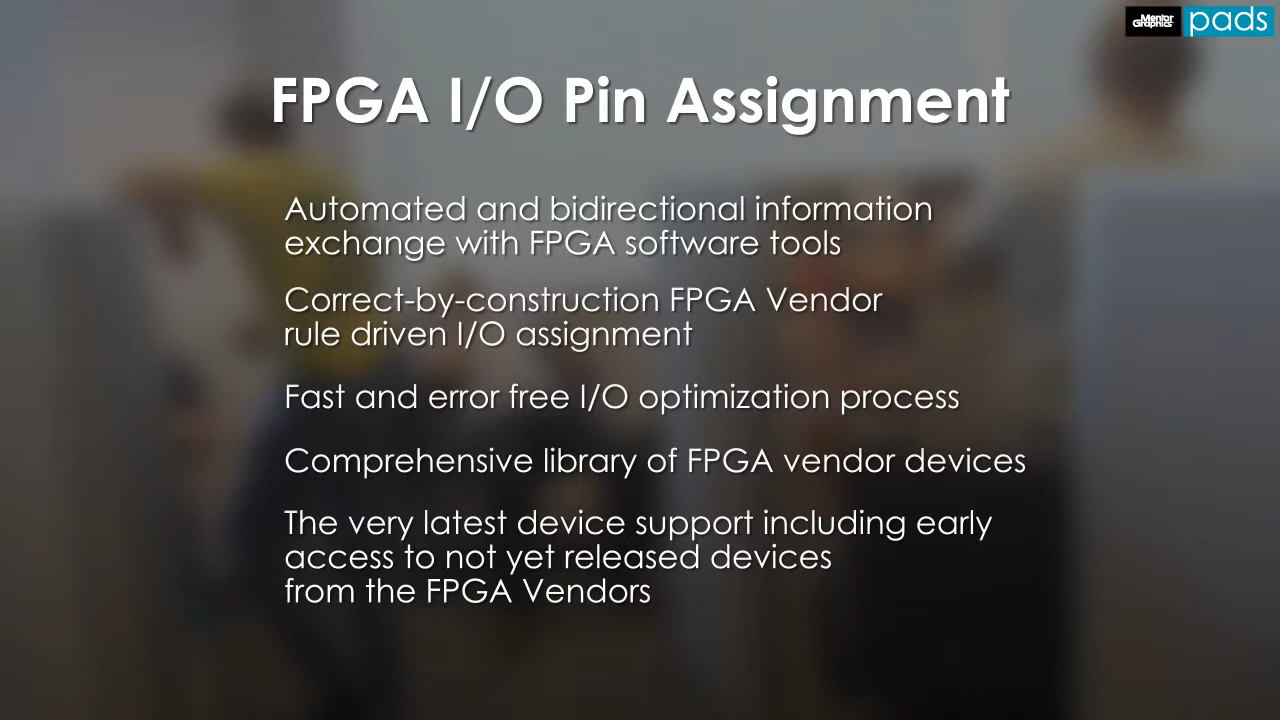 Mentor
Graphics
pads
FPGA I/O Pin Assignment
Automated and bidirectional information
exchange with FPGA software tools
Correct-by-construction FPGA Vendor
rule driven I/O assignment
Fast and error free I/O optimization process
Comprehensive library of FPGA vendor devices
The very latest device support including early
access to not yet released devices
from the FPGA Vendors